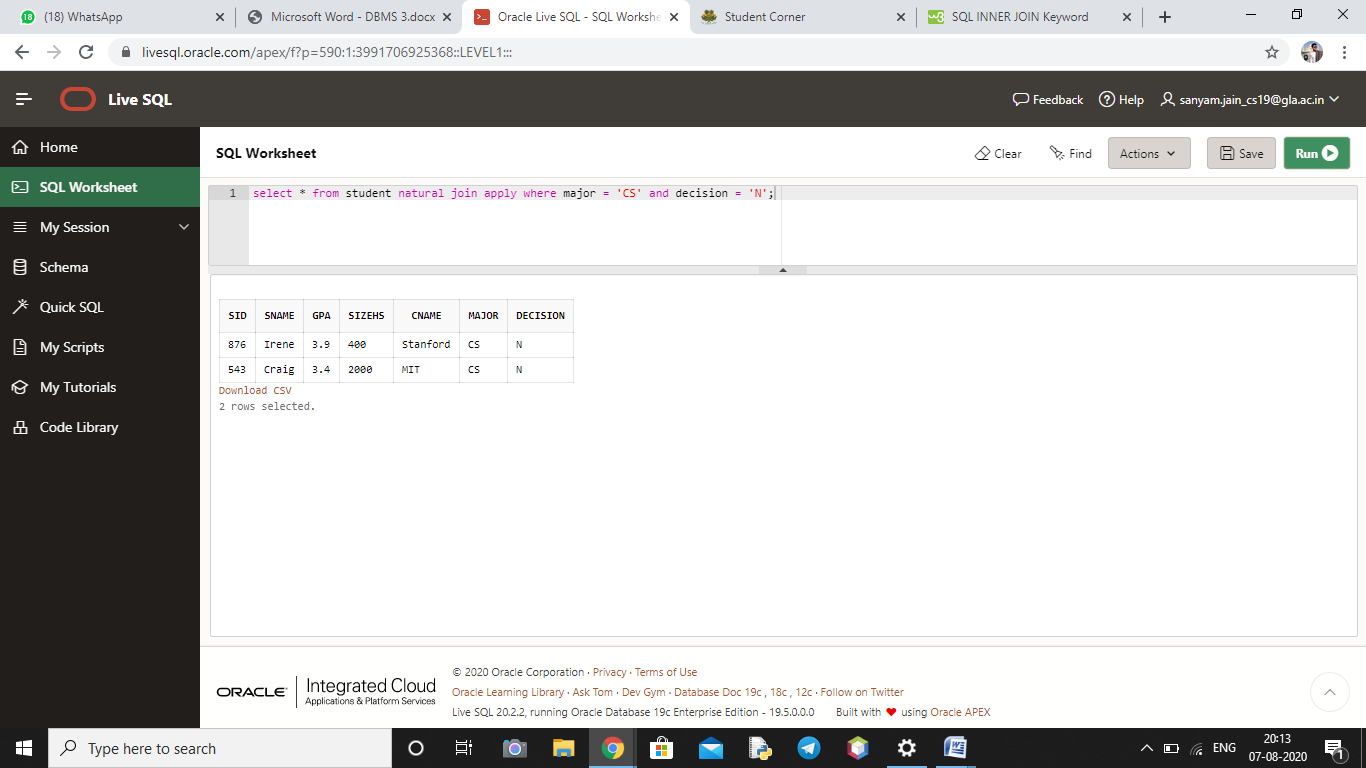 (18) WhatsApp
Microsoft Word - DBMS 3.docx
Oracle Live SQL - SQL Workshe
Student Corner
SQL INNER JOIN Keyword
livesql.oracle.com/apex/f?p=590:1:3991706925368::LEVEL1:::
Live SQL
Feedback
Help
sanyam.jain_cs19@gla.ac.in
Home
SQL Worksheet
My Session
Schema
Quick SQL
My Scripts
My Tutorials
Code Library
SQL Worksheet
Clear
Find
Actions
Save
Run
1 select * from student natural join apply where major = 'CS' and decision = 'N';
SID SNAME GPA SIZEHS CNAME MAJOR DECISION
876 Irene 3.9 400 Stanford CS N
543 Craig 3.4 2000 MIT CS N
Download CSV
2 rows selected.
ORACLE
Integrated Cloud
Applications & Platform Services
© 2020 Oracle Corporation · Privacy · Terms of Use
Oracle Learning Library · Ask Tom · Dev Gym · Database Doc 19c , 18c , 12c · Follow on Twitter
Live SQL 20.2.2, running Oracle Database 19c Enterprise Edition - 19.5.0.0.0 Built with ❤ using Oracle APEX
Type here to search
ENG
20:13
07-08-2020
1